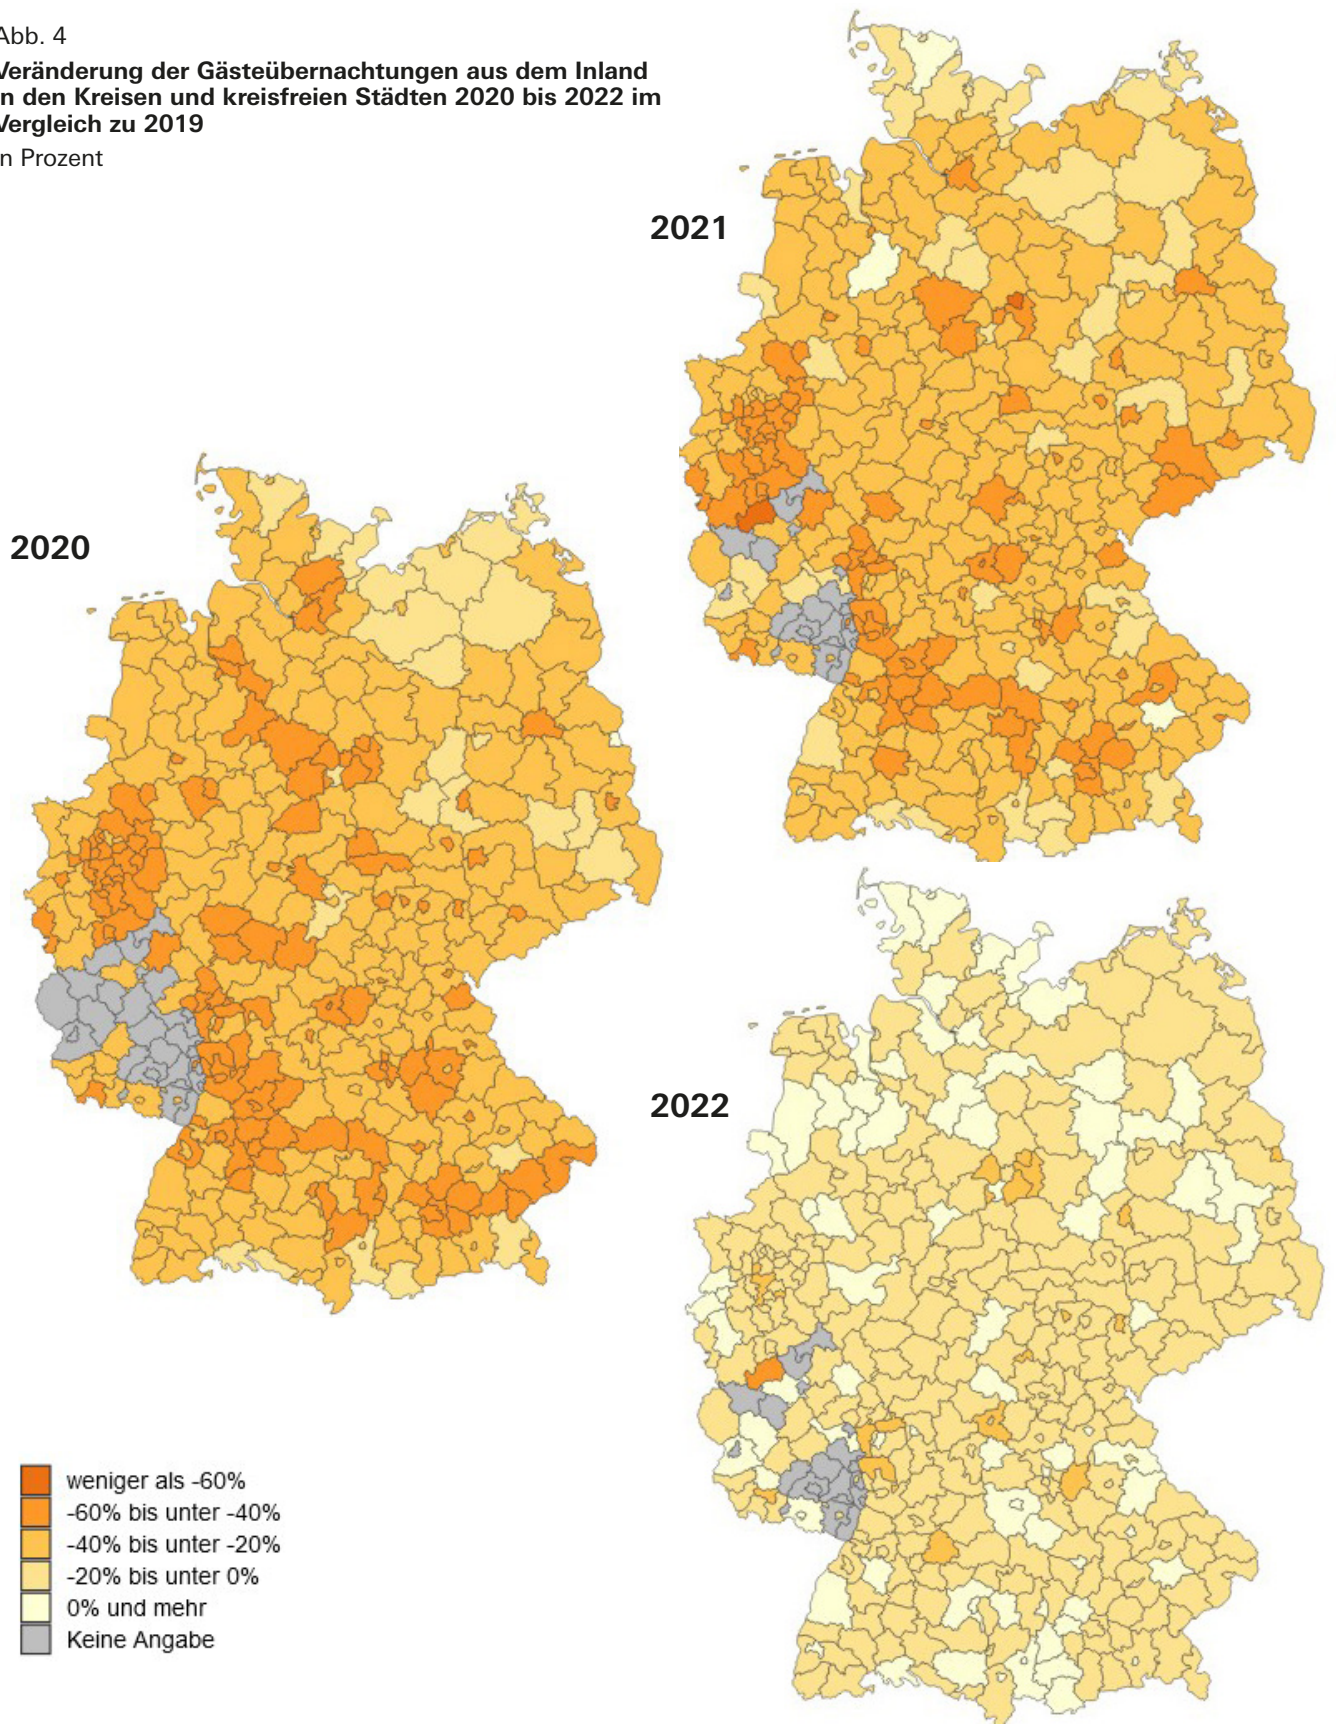 Abb. 4
Veränderung der Gästeübernachtungen aus dem Inland
in den Kreisen und kreisfreien Städten 2020 bis 2022 im
Vergleich zu 2019
in Prozent
2021
2020
2022
weniger als -60%
-60% bis unter -40%
-40% bis unter -20%
-20% bis unter 0%
0% und mehr
Keine Angabe